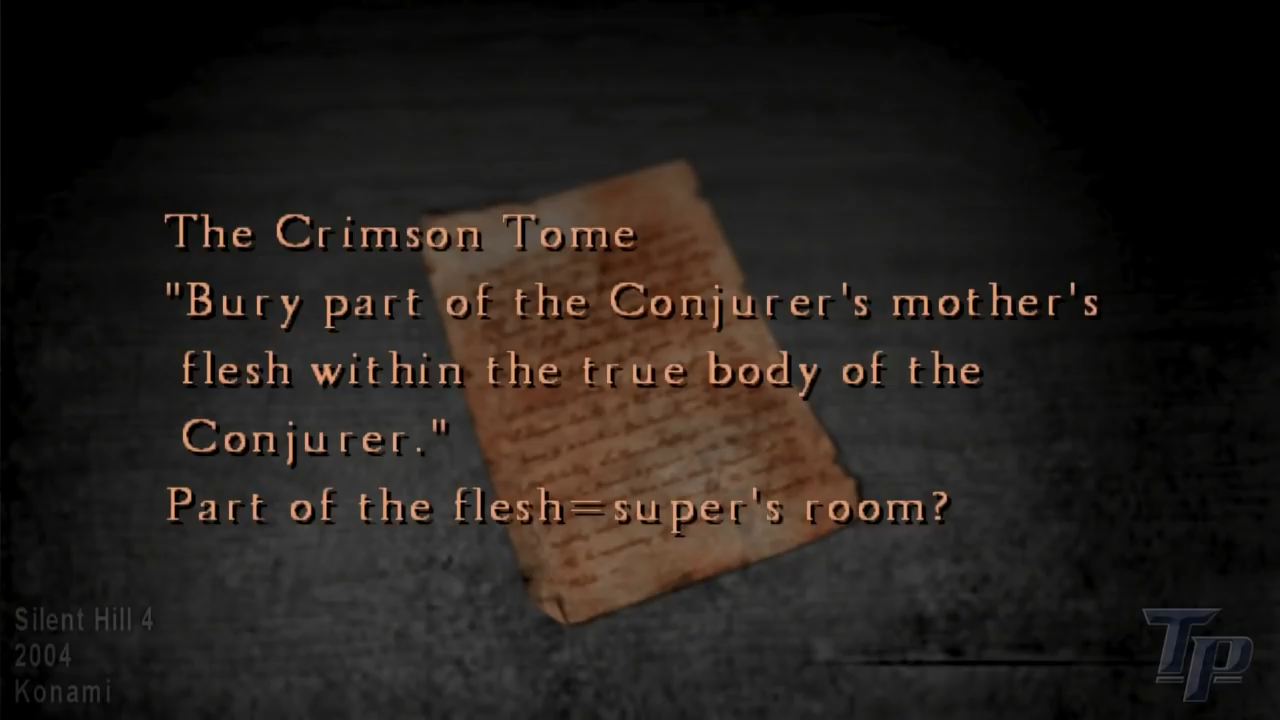 The Crimson Tome
"Bury part of the Conjurer's mother's
flesh within the true body of the
Conjurer."
Part of the flesh=super's room?
Silent Hill 4
2004
Konami
TP